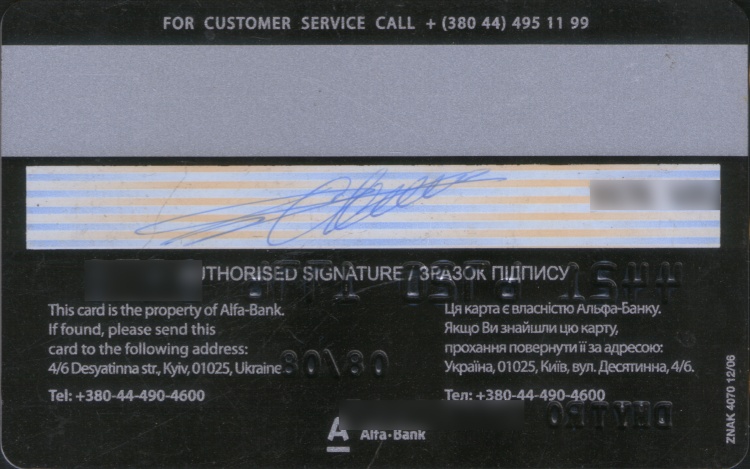 FOR CUSTOMER SERVICE CALL + (380 44) 495 11 99
UTHORISED SIGNATURE / ЗРАЗОК ПІДПИСУ
This card is the property of Alfa-Bank.
If found, please send this
card to the following address:
4/6 Desyatinna str., Kyiv, 01025, Ukraine
Tel: +380-44-490-4600
Ця карта є власністю Альфа-Банку.
Якщо Ви знайшли цю карту,
прохання повернути її за адресою:
Україна, 01025, Київ, вул. Десятинна, 4/6.
Тел: +380-44-490-4600
Alfa-Bank
ZNAK 4070 12/06